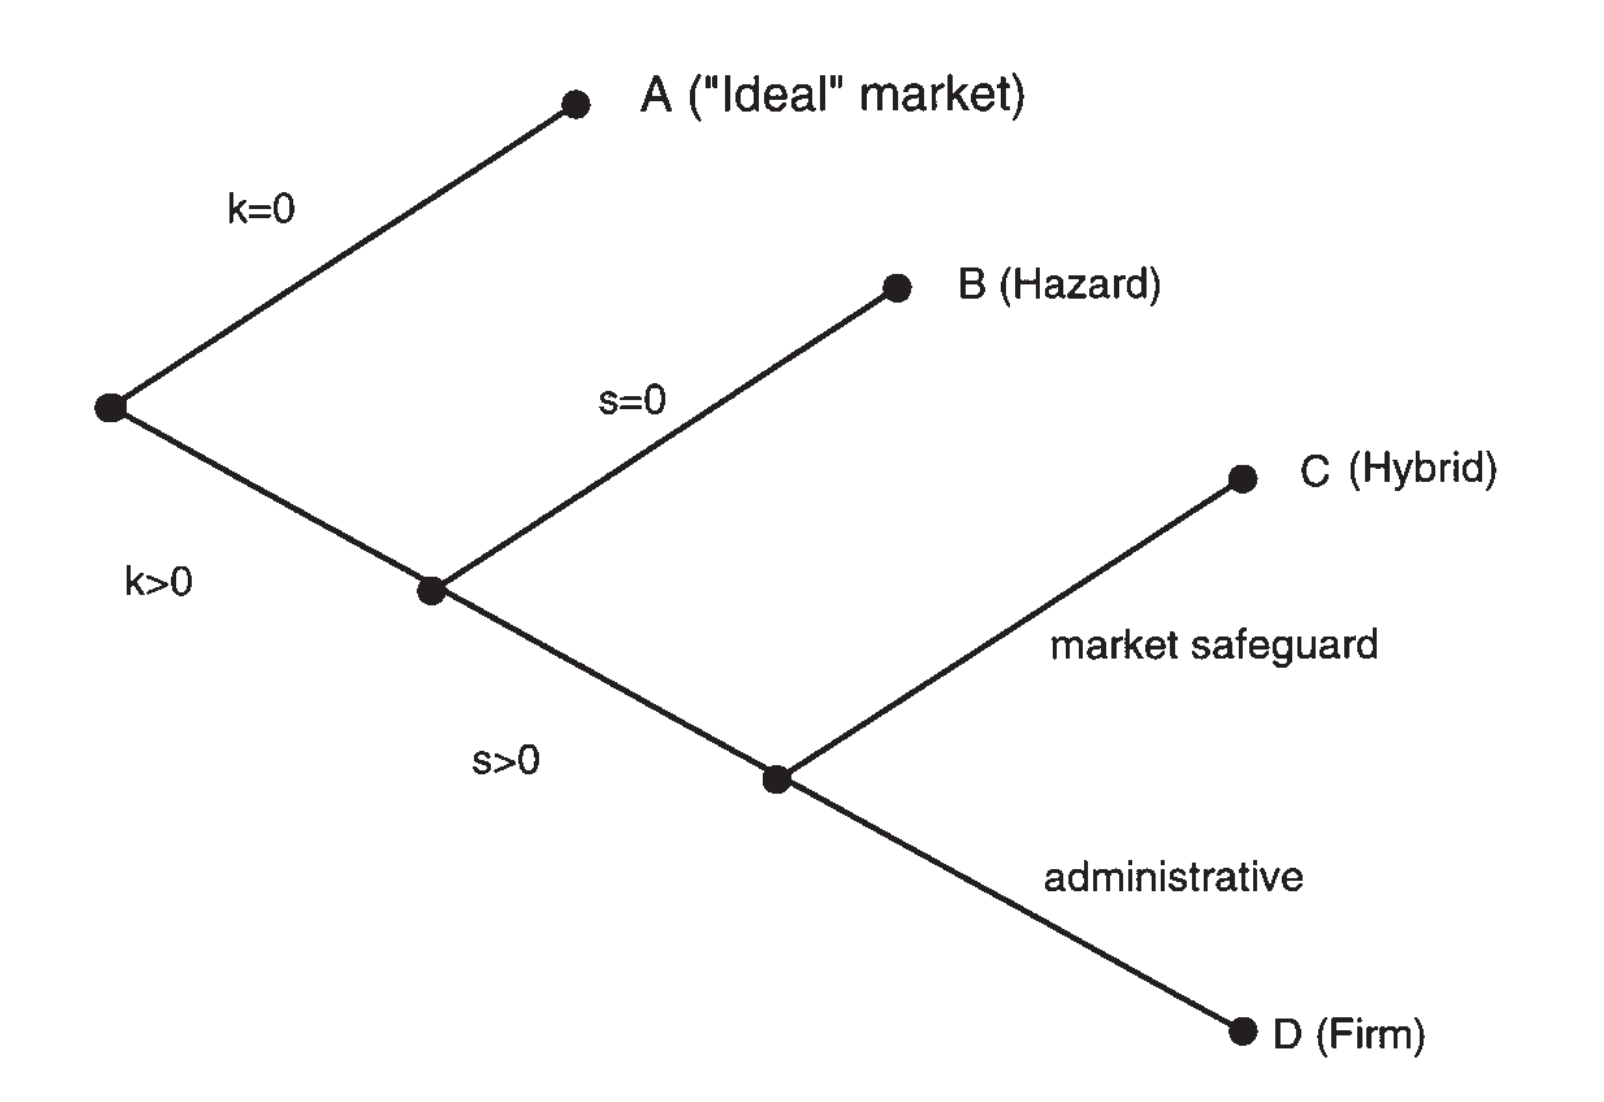 A ("Ideal" market)
k=0
B (Hazard)
s=0
C (Hybrid)
k>0
market safeguard
s>0
administrative
D (Firm)